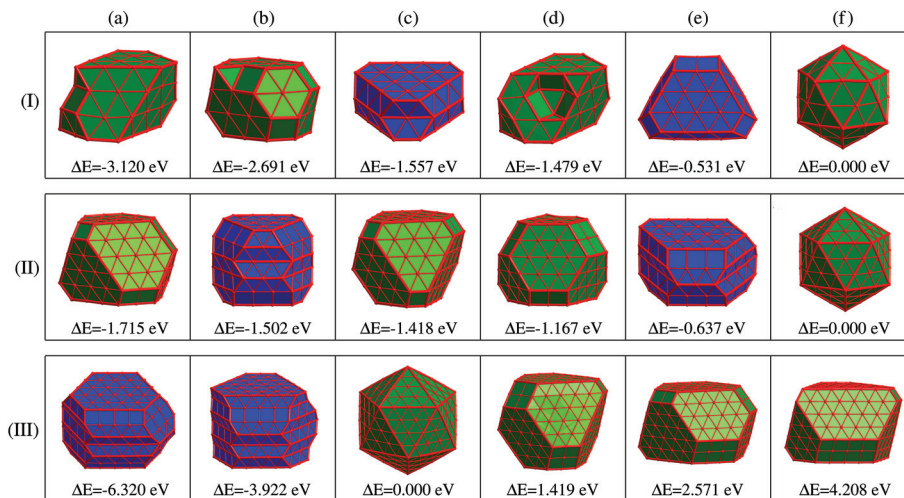 (a) (b) (c) (d) (e) (f)
(I)
ΔE=-3.120 eV ΔE=-2.691 eV ΔE=-1.557 eV ΔE=-1.479 eV ΔE=-0.531 eV ΔE=0.000 eV
(II)
ΔE=-1.715 eV ΔE=-1.502 eV ΔE=-1.418 eV ΔE=-1.167 eV ΔE=-0.637 eV ΔE=0.000 eV
(III)
ΔE=-6.320 eV ΔE=-3.922 eV ΔE=0.000 eV ΔE=1.419 eV ΔE=2.571 eV ΔE=4.208 eV